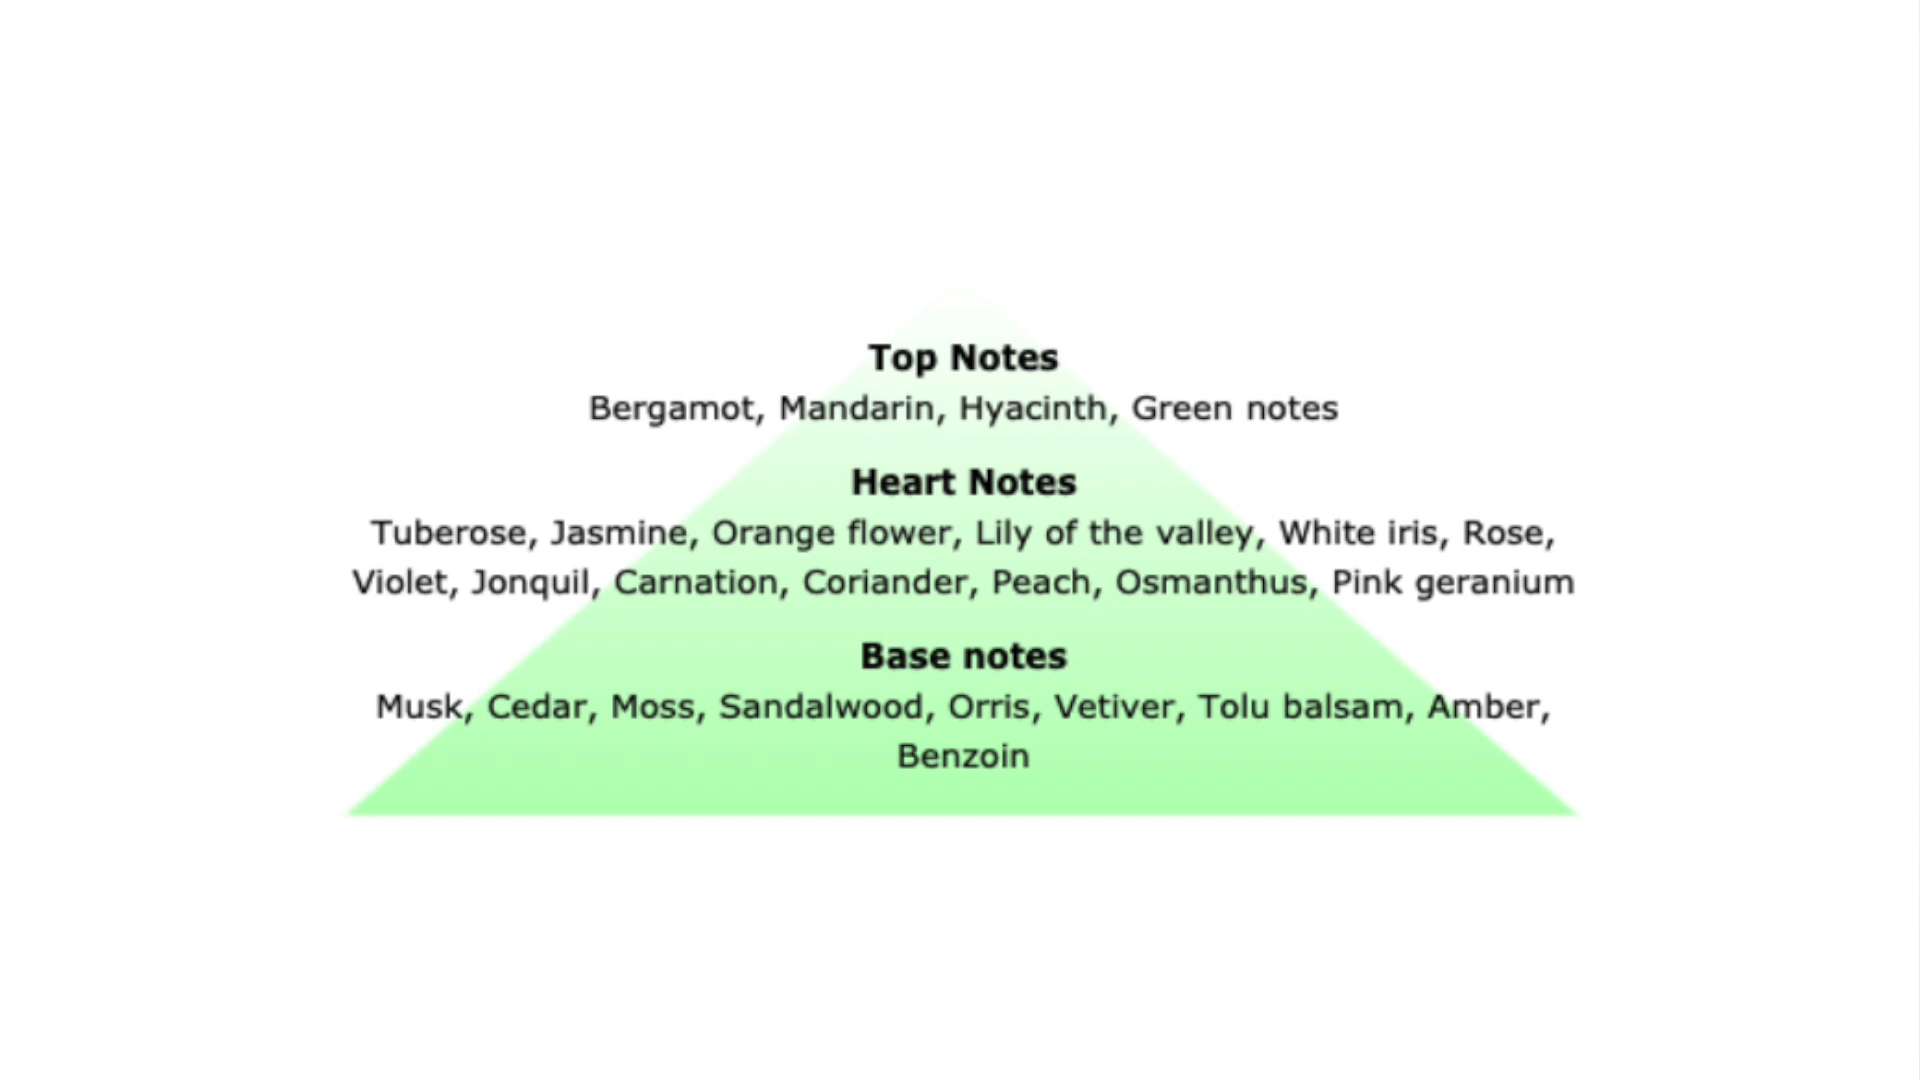 Top Notes
Bergamot, Mandarin, Hyacinth, Green notes
Heart Notes
Tuberose, Jasmine, Orange flower, Lily of the valley, White iris, Rose,
Violet, Jonquil, Carnation, Coriander, Peach, Osmanthus, Pink geranium
Base notes
Musk, Cedar, Moss, Sandalwood, Orris, Vetiver, Tolu balsam, Amber,
Benzoin